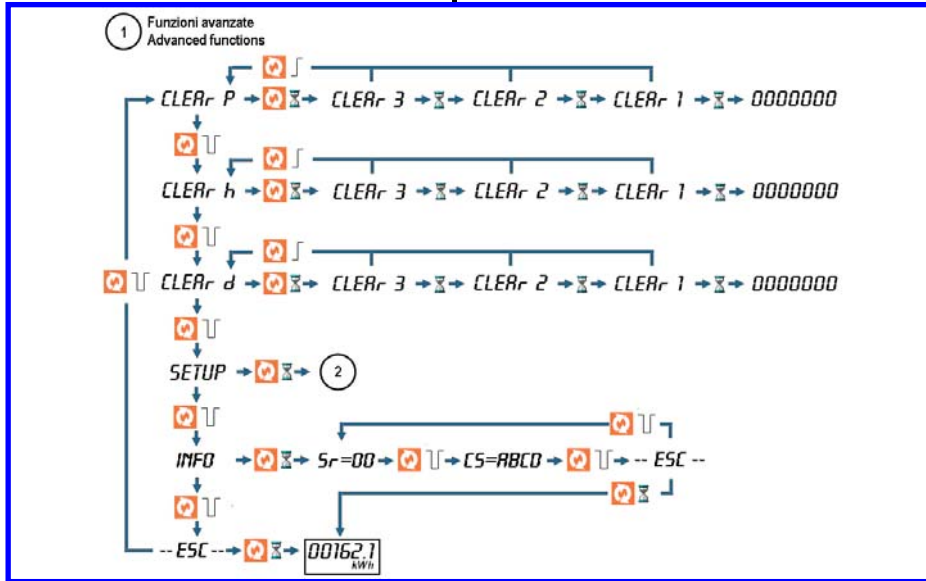 1 Funzioni avanzate
Advanced functions
CLEAr P CLEAr 3 CLEAr 2 CLEAr 1 0000000
CLEAr h CLEAr 3 CLEAr 2 CLEAr 1 0000000
CLEAr d CLEAr 3 CLEAr 2 CLEAr 1 0000000
SETUP 2
INFO Sr=00 CS=ABCD -- ESC --
-- ESC -- 00162.1
kWh